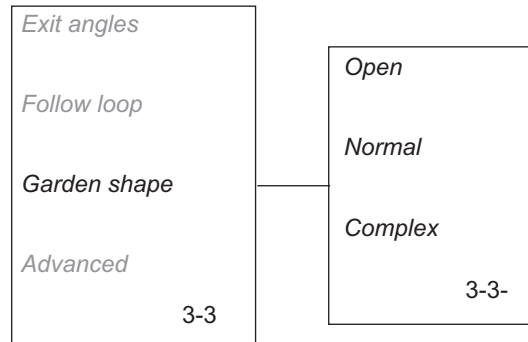 Exit angles
Follow loop
Garden shape
Advanced
3-3
Open
Normal
Complex
3-3-